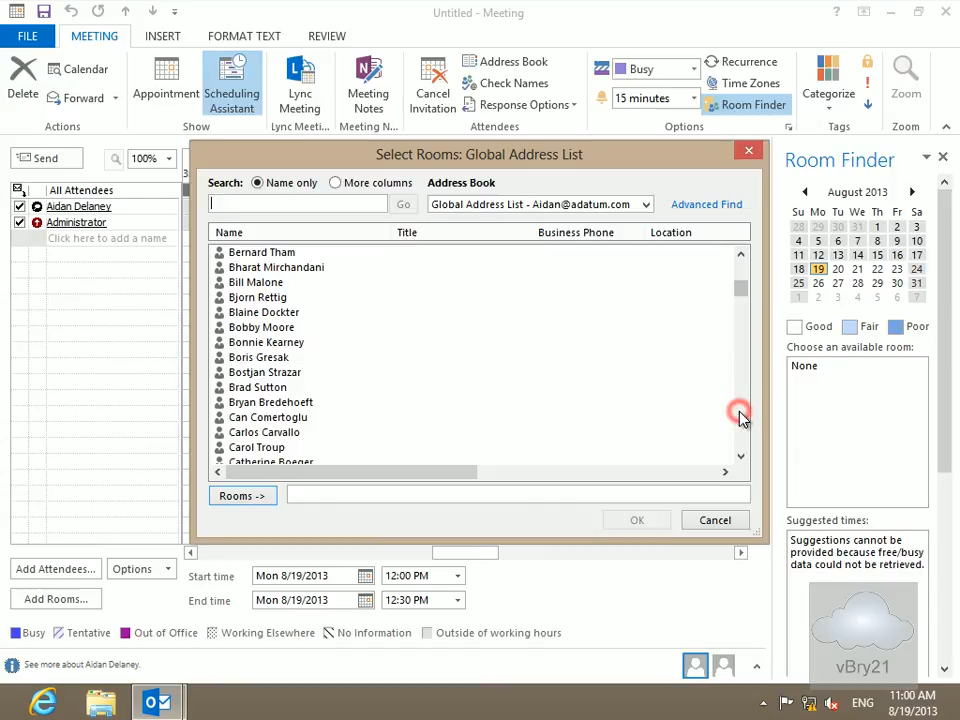 Untitled - Meeting
FILE
MEETING
INSERT
FORMAT TEXT
REVIEW
Delete
Calendar
Forward
Actions
Appointment
Scheduling
Assistant
Show
Lync
Meeting
Lync Meeti...
Meeting
Notes
Meeting N...
Cancel
Invitation
Address Book
Check Names
Response Options
Attendees
Busy
15 minutes
Recurrence
Time Zones
Room Finder
Options
Categorize
Tags
Zoom
Zoom
Send
100%
All Attendees
Aidan Delaney
Administrator
Click here to add a name
Select Rooms: Global Address List
Search: Name only More columns Address Book
Go
Global Address List - Aidan@adatum.com
Advanced Find
Name Title Business Phone Location
Bernard Tham
Bharat Mirchandani
Bill Malone
Bjorn Rettig
Blaine Dockter
Bobby Moore
Bonnie Kearney
Boris Gresak
Bostjan Strazar
Brad Sutton
Bryan Bredehoeft
Can Comertoglu
Carlos Carvallo
Carol Troup
Catherine Boeger
Rooms ->
OK
Cancel
Room Finder
August 2013
Su Mo Tu We Th Fr Sa
28 29 30 31 1 2 3
4 5 6 7 8 9 10
11 12 13 14 15 16 17
18 19 20 21 22 23 24
25 26 27 28 29 30 31
1 2 3 4 5 6 7
Good Fair Poor
Choose an available room:
None
Suggested times:
Suggestions cannot be
provided because free/busy
data could not be retrieved.
vBry21
Add Attendees...
Options
Add Rooms...
Start time Mon 8/19/2013 12:00 PM
End time Mon 8/19/2013 12:30 PM
Busy Tentative Out of Office Working Elsewhere No Information Outside of working hours
See more about Aidan Delaney.
ENG
11:00 AM
8/19/2013